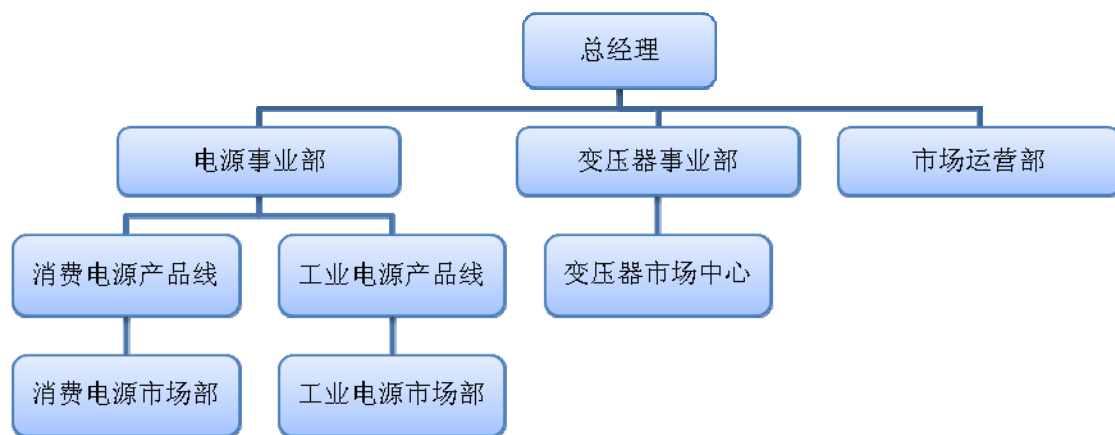 总经理
电源事业部
变压器事业部
市场运营部
消费电源产品线
工业电源产品线
变压器市场中心
消费电源市场部
工业电源市场部